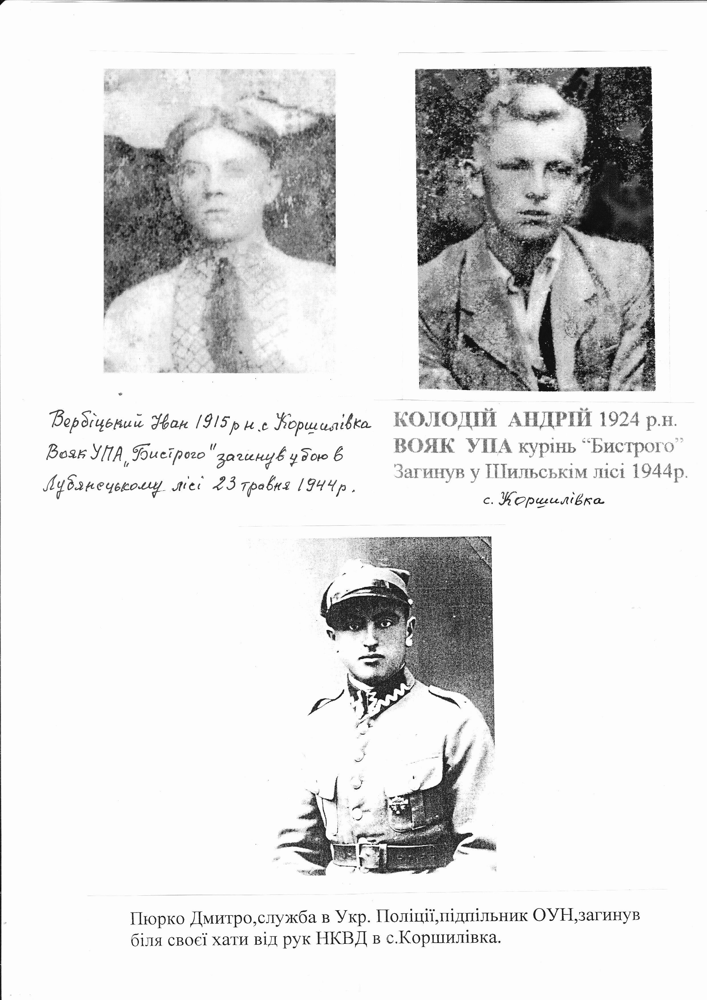 Вербіцький Іван 1915 р н. с Коршилівка
Вояк УПА „Бистрого" загинув у бою в
Лубянецькому лісі 23 травня 1944 р.
КОЛОДІЙ АНДРІЙ 1924 р.н.
ВОЯК УПА курінь “Бистрого”
Загинув у Шильськім лісі 1944р.
с. Коршилівка
Пюрко Дмитро,служба в Укр. Поліції,підпільник ОУН,загинув
біля своєї хати від рук НКВД в с.Коршилівка.